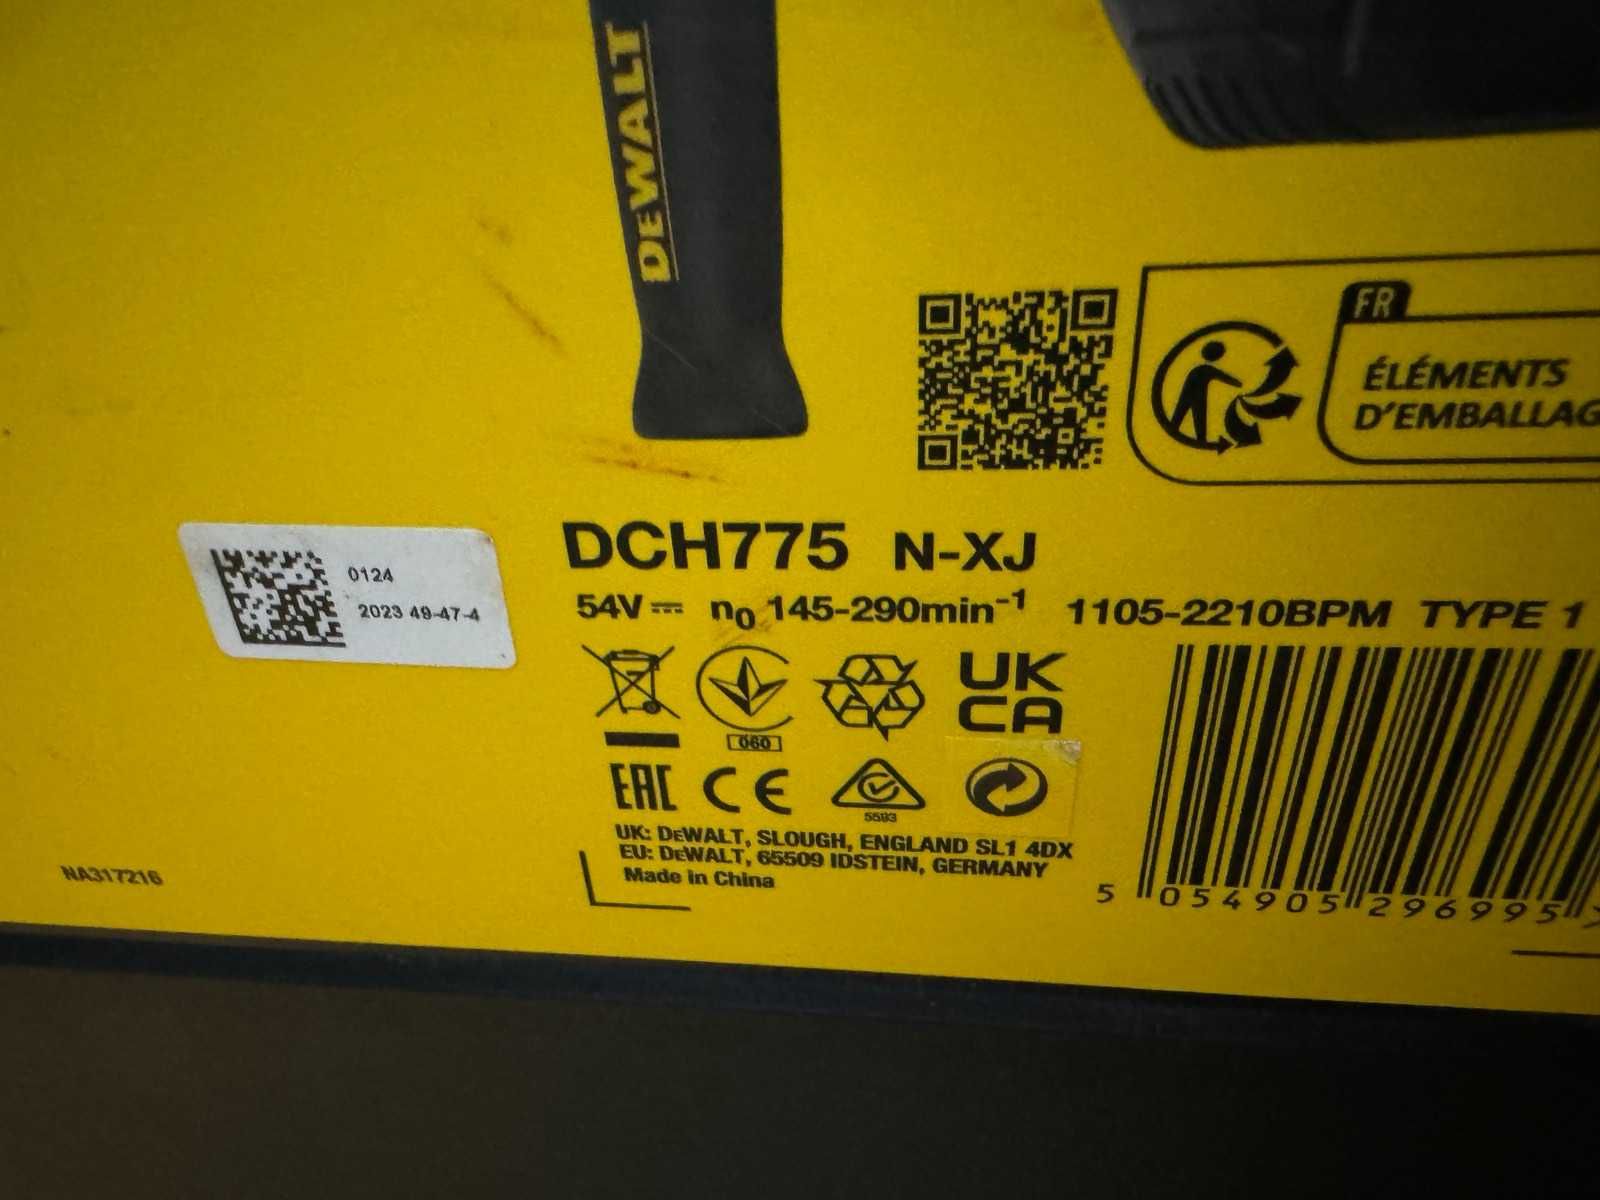 DEWALT
FR
ÉLÉMENTS
D'EMBALLAG
DCH775 N-XJ
0124
2023 49-47-4
54V n0 145-290min-1 1105-2210BPM TYPE 1
UK
CA
060
EAC CE
5593
UK: DEWALT, SLOUGH, ENGLAND SL1 4DX
EU: DEWALT, 65509 IDSTEIN, GERMANY
Made in China
NA317216
5 054905 296995